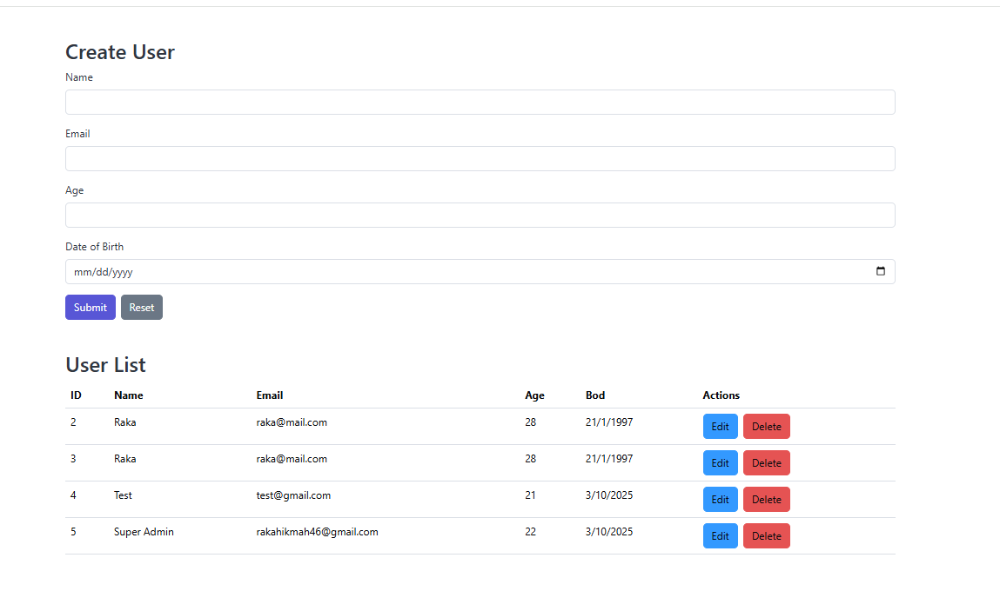 Create User
Name
Email
Age
Date of Birth
mm/dd/yyyy
Submit Reset
User List
ID Name Email Age Bod Actions
2 Raka raka@mail.com 28 21/1/1997 Edit Delete
3 Raka raka@mail.com 28 21/1/1997 Edit Delete
4 Test test@gmail.com 21 3/10/2025 Edit Delete
5 Super Admin rakahikmah46@gmail.com 22 3/10/2025 Edit Delete